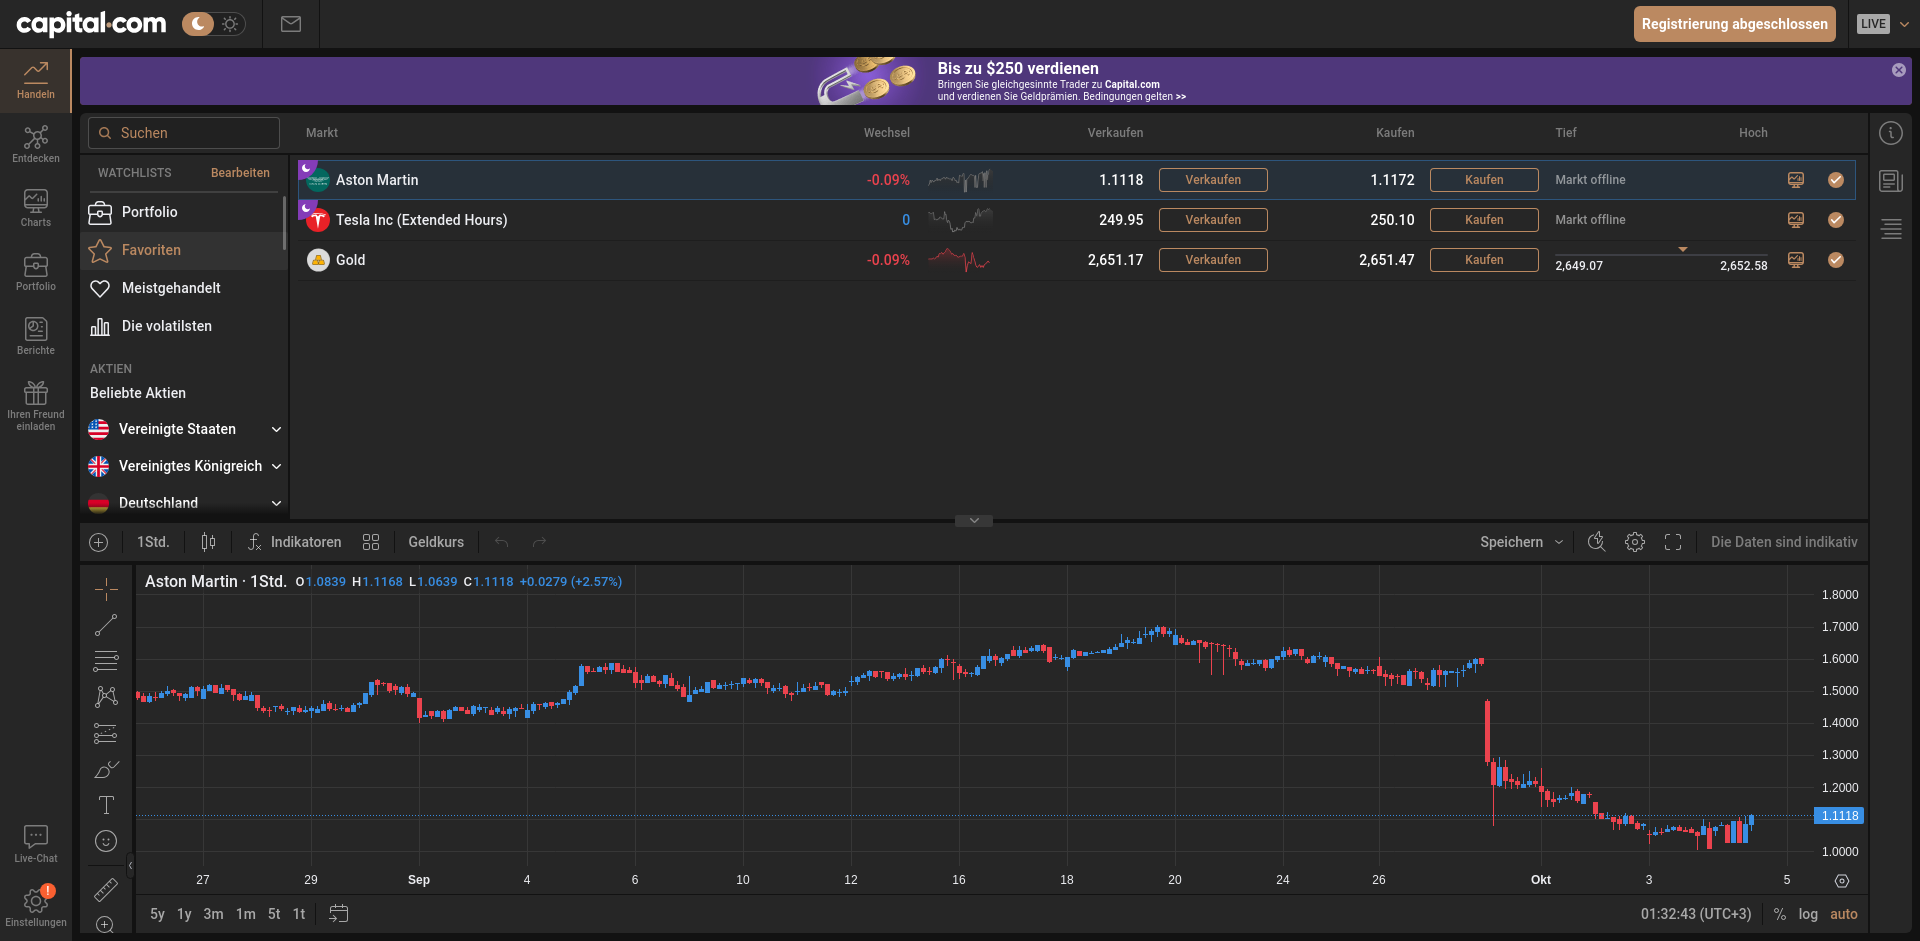 capital.com
Registrierung abgeschlossen
LIVE
Handeln
Entdecken
Charts
Portfolio
Berichte
Ihren Freund
einladen
Live-Chat
!
Einstellungen
Bis zu $250 verdienen
Bringen Sie gleichgesinnte Trader zu Capital.com
und verdienen Sie Geldprämien. Bedingungen gelten >>
Suchen
Markt Wechsel Verkaufen Kaufen Tief Hoch
WATCHLISTS Bearbeiten
Portfolio
Favoriten
Meistgehandelt
Die volatilsten
AKTIEN
Beliebte Aktien
Vereinigte Staaten
Vereinigtes Königreich
Deutschland
Aston Martin -0.09% 1.1118 Verkaufen 1.1172 Kaufen Markt offline
Tesla Inc (Extended Hours) 0 249.95 Verkaufen 250.10 Kaufen Markt offline
Gold -0.09% 2,651.17 Verkaufen 2,651.47 Kaufen 2,649.07 2,652.58
1Std. Indikatoren Geldkurs Speichern Die Daten sind indikativ
Aston Martin · 1Std. O1.0839 H1.1168 L1.0639 C1.1118 +0.0279 (+2.57%)
1.8000
1.7000
1.6000
1.5000
1.4000
1.3000
1.2000
1.1118
1.0000
27 29 Sep 4 6 10 12 16 18 20 24 26 Okt 3 5
5y 1y 3m 1m 5t 1t 01:32:43 (UTC+3) % log auto